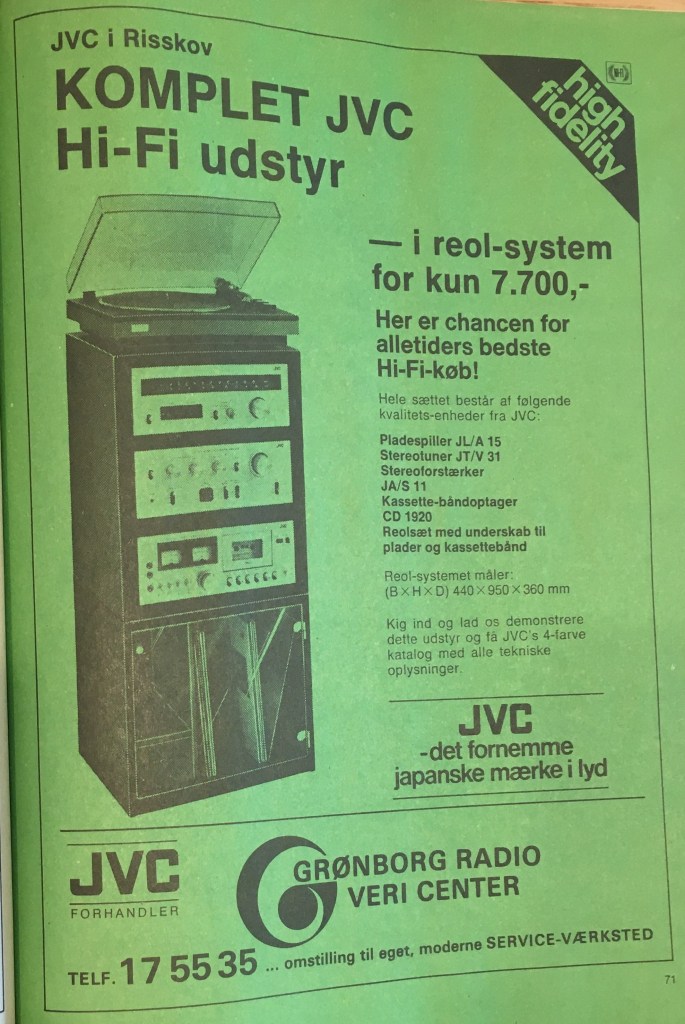 JVC i Risskov
KOMPLET JVC
Hi-Fi udstyr
high
fidelity
— i reol-system
for kun 7.700,-
Her er chancen for
alletiders bedste
Hi-Fi-køb!
Hele sættet består af følgende
kvalitets-enheder fra JVC:
Pladespiller JL/A 15
Stereotuner JT/V 31
Stereoforstærker
JA/S 11
Kassette-båndoptager
CD 1920
Reolsæt med underskab til
plader og kassettebånd
Reol-systemet måler:
(B×H×D) 440×950×360 mm
Kig ind og lad os demonstrere
dette udstyr og få JVC's 4-farve
katalog med alle tekniske
oplysninger.
JVC
-det fornemme
japanske mærke i lyd
JVC
FORHANDLER
GRØNBORG RADIO
VERI CENTER
TELF. 17 55 35 ... omstilling til eget, moderne SERVICE-VÆRKSTED
71